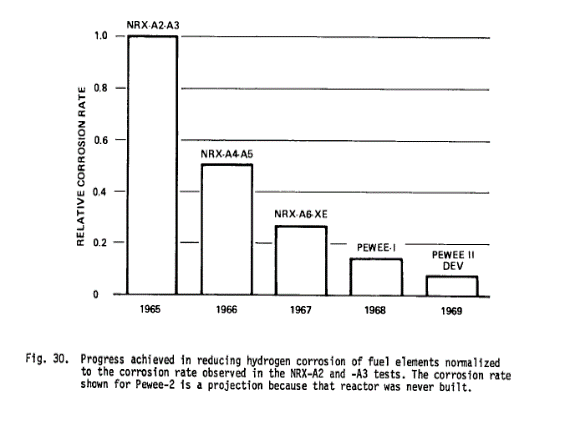 NRX-A2-A3
1.0
0.8
0.6
0.4
0.2
0
RELATIVE CORROSION RATE
NRX-A4-A5
NRX-A6-XE
PEWEE-I
PEWEE II
DEV
1965 1966 1967 1968 1969
Fig. 30. Progress achieved in reducing hydrogen corrosion of fuel elements normalized
to the corrosion rate observed in the NRX-A2 and -A3 tests. The corrosion rate
shown for Pewee-2 is a projection because that reactor was never built.